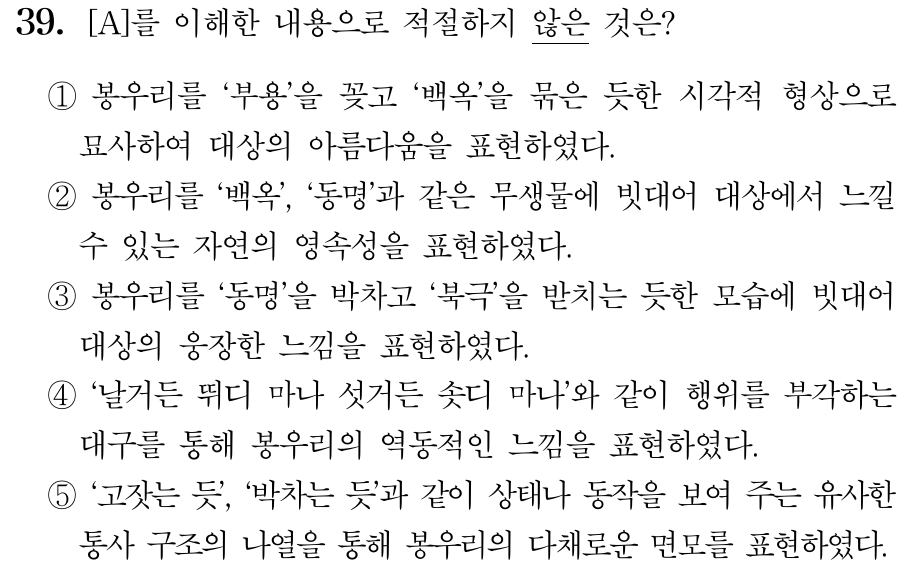 39. [A]를 이해한 내용으로 적절하지 않은 것은?
① 봉우리를 ‘부용’을 꽂고 ‘백옥’을 묶은 듯한 시각적 형상으로
묘사하여 대상의 아름다움을 표현하였다.
② 봉우리를 ‘백옥’, ‘동명’과 같은 무생물에 빗대어 대상에서 느낄
수 있는 자연의 영속성을 표현하였다.
③ 봉우리를 ‘동명’을 박차고 ‘북극’을 받치는 듯한 모습에 빗대어
대상의 웅장한 느낌을 표현하였다.
④ ‘날거든 뛰디 마나 섯거든 솟디 마나’와 같이 행위를 부각하는
대구를 통해 봉우리의 역동적인 느낌을 표현하였다.
⑤ ‘고잣는 듯’, ‘박차는 듯’과 같이 상태나 동작을 보여 주는 유사한
통사 구조의 나열을 통해 봉우리의 다채로운 면모를 표현하였다.